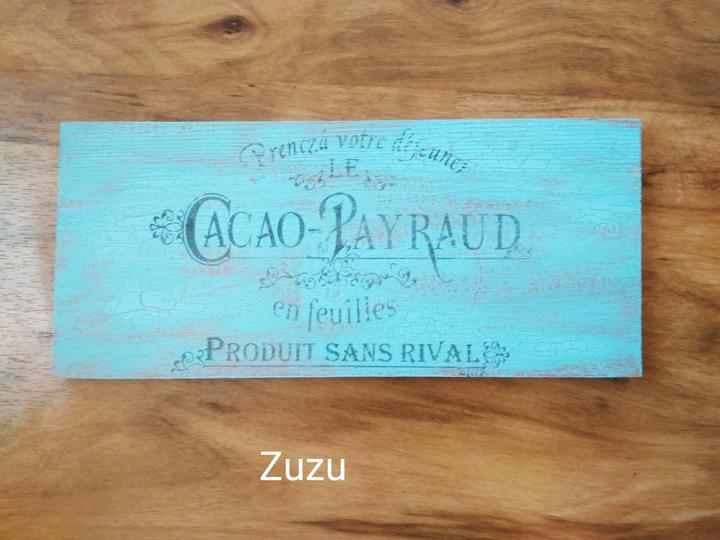 Prenez à votre déjeuner
LE
CACAO-PAYRAUD
en feuilles
PRODUIT SANS RIVAL
Zuzu